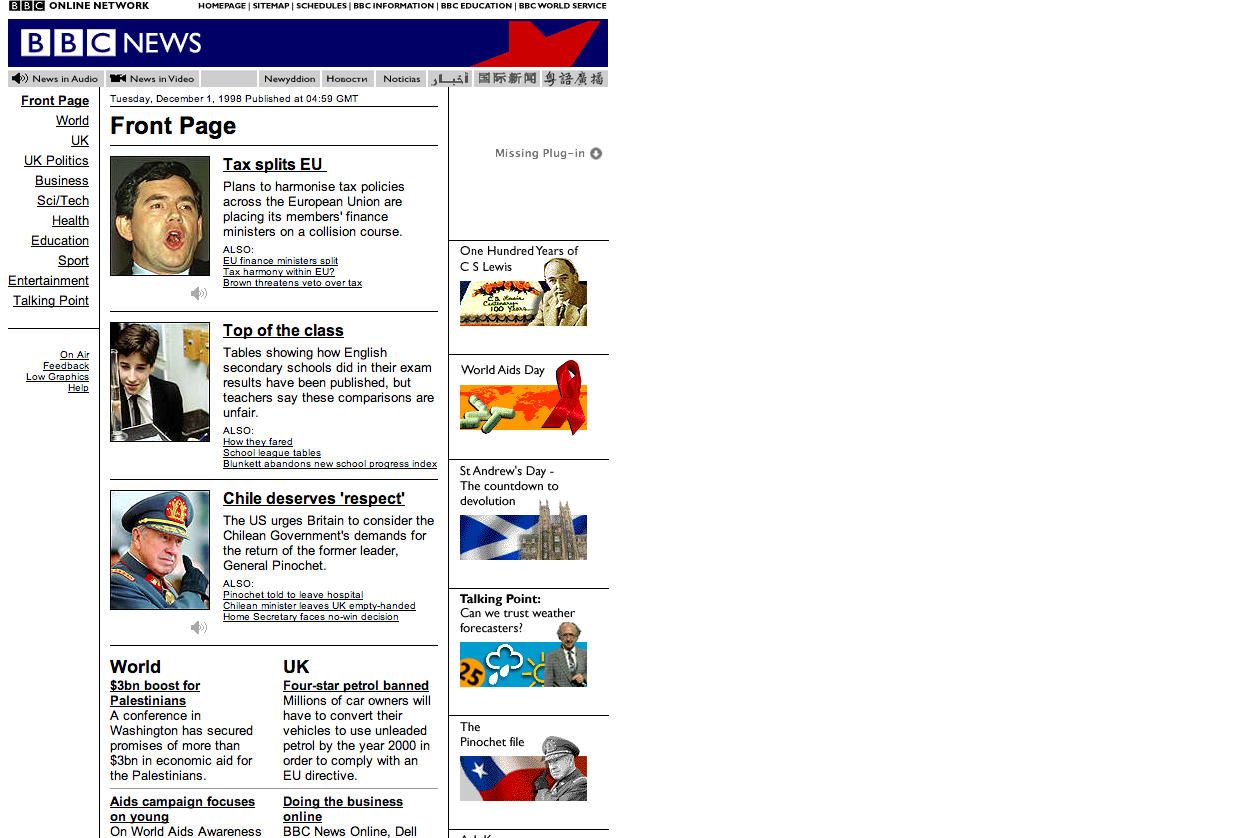 BBC ONLINE NETWORK
HOMEPAGE | SITEMAP | SCHEDULES | BBC INFORMATION | BBC EDUCATION | BBC WORLD SERVICE
BBC NEWS
News in Audio
News in Video
Newyddion
Новости
Noticias
أخبار
国际新闻
粵語廣播
Front Page
World
UK
UK Politics
Business
Sci/Tech
Health
Education
Sport
Entertainment
Talking Point
On Air
Feedback
Low Graphics
Help
Tuesday, December 1, 1998 Published at 04:59 GMT
Front Page
Tax splits EU
Plans to harmonise tax policies
across the European Union are
placing its members' finance
ministers on a collision course.
ALSO:
EU finance ministers split
Tax harmony within EU?
Brown threatens veto over tax
Top of the class
Tables showing how English
secondary schools did in their exam
results have been published, but
teachers say these comparisons are
unfair.
ALSO:
How they fared
School league tables
Blunkett abandons new school progress index
Chile deserves 'respect'
The US urges Britain to consider the
Chilean Government's demands for
the return of the former leader,
General Pinochet.
ALSO:
Pinochet told to leave hospital
Chilean minister leaves UK empty-handed
Home Secretary faces no-win decision
World
$3bn boost for
Palestinians
A conference in
Washington has secured
promises of more than
$3bn in economic aid for
the Palestinians.
Aids campaign focuses
on young
On World Aids Awareness
UK
Four-star petrol banned
Millions of car owners will
have to convert their
vehicles to use unleaded
petrol by the year 2000 in
order to comply with an
EU directive.
Doing the business
online
BBC News Online, Dell
Missing Plug-in
One Hundred Years of
C S Lewis
C.S. Lewis
Centenary
100 Years
World Aids Day
St Andrew's Day -
The countdown to
devolution
Talking Point:
Can we trust weather
forecasters?
25
The
Pinochet file